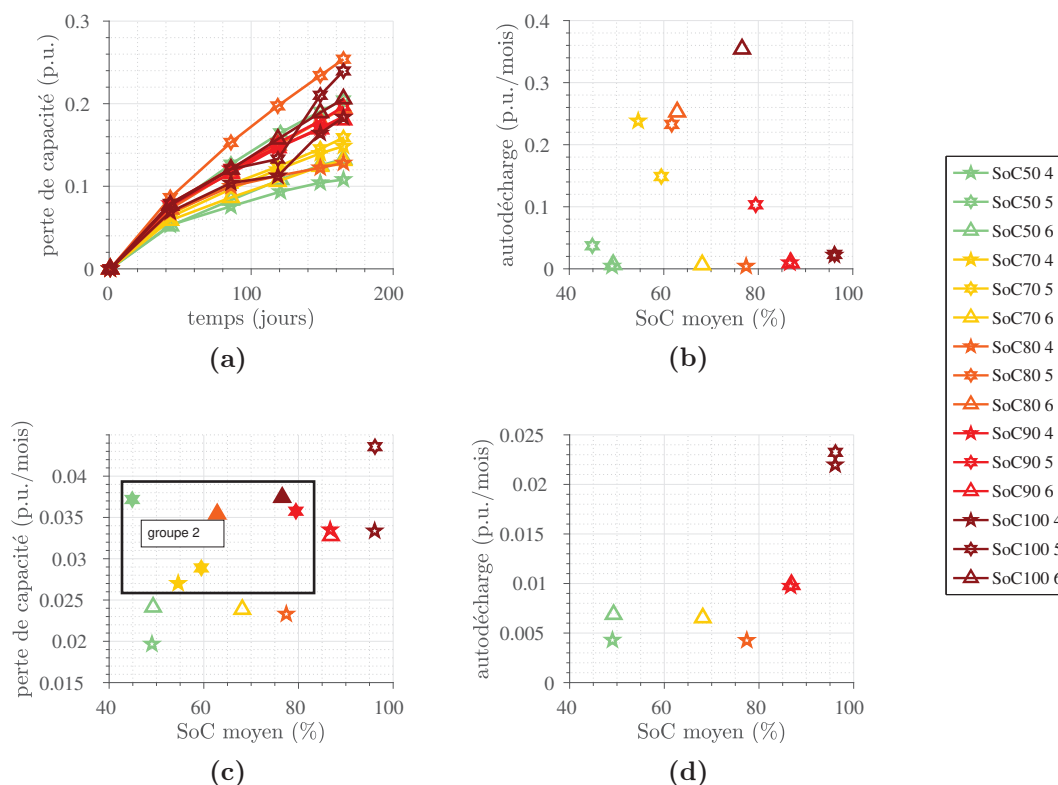 0.3
0.2
0.1
0
0
100
200
perte de capacité (p.u.)
temps (jours)
(a)
0.4
0.3
0.2
0.1
0
40
60
80
100
autodécharge (p.u./mois)
SoC moyen (%)
(b)
0.04
0.035
0.03
0.025
0.02
0.015
40
60
80
100
perte de capacité (p.u./mois)
groupe 2
SoC moyen (%)
(c)
0.025
0.02
0.015
0.01
0.005
0
40
60
80
100
autodécharge (p.u./mois)
SoC moyen (%)
(d)
SoC50 4
SoC50 5
SoC50 6
SoC70 4
SoC70 5
SoC70 6
SoC80 4
SoC80 5
SoC80 6
SoC90 4
SoC90 5
SoC90 6
SoC100 4
SoC100 5
SoC100 6